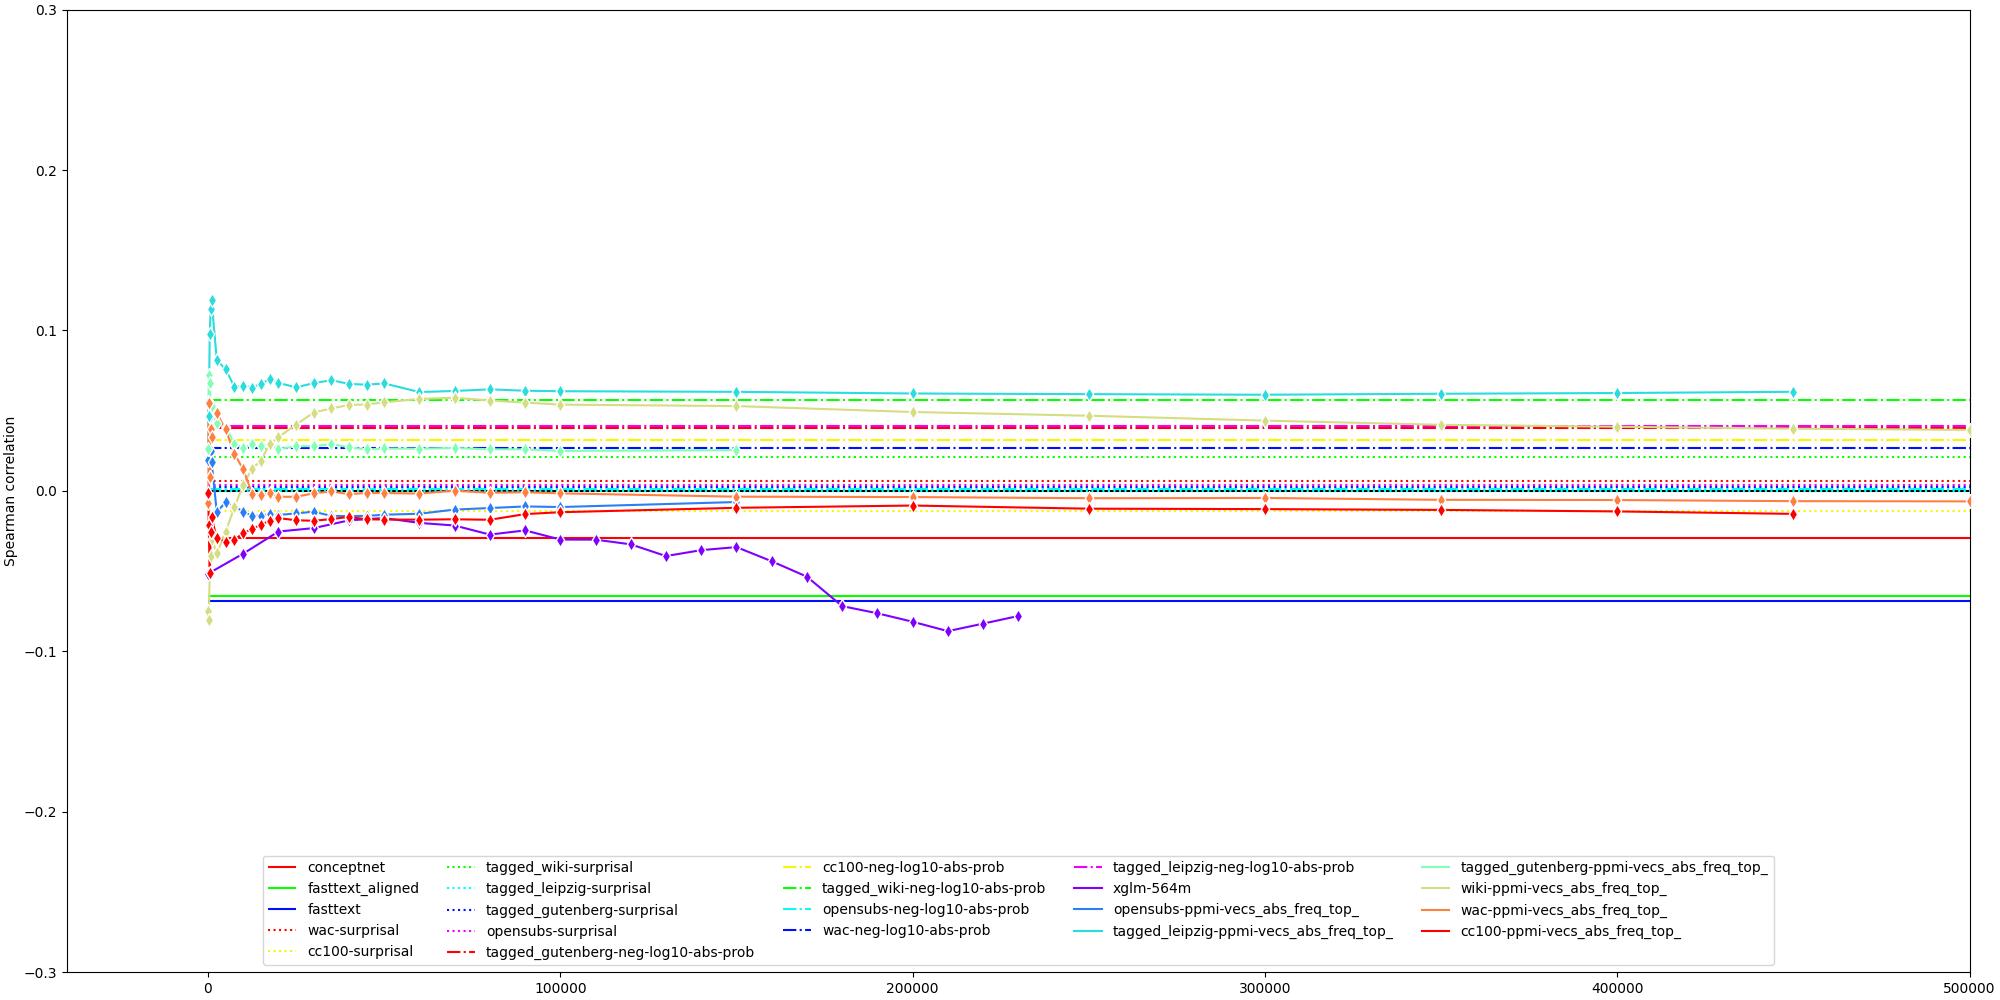 0.3
0.2
0.1
0.0
−0.1
−0.2
−0.3
Spearman correlation
conceptnet
fasttext_aligned
fasttext
wac-surprisal
cc100-surprisal
tagged_wiki-surprisal
tagged_leipzig-surprisal
tagged_gutenberg-surprisal
opensubs-surprisal
tagged_gutenberg-neg-log10-abs-prob
cc100-neg-log10-abs-prob
tagged_wiki-neg-log10-abs-prob
opensubs-neg-log10-abs-prob
wac-neg-log10-abs-prob
tagged_leipzig-neg-log10-abs-prob
xglm-564m
opensubs-ppmi-vecs_abs_freq_top_
tagged_leipzig-ppmi-vecs_abs_freq_top_
tagged_gutenberg-ppmi-vecs_abs_freq_top_
wiki-ppmi-vecs_abs_freq_top_
wac-ppmi-vecs_abs_freq_top_
cc100-ppmi-vecs_abs_freq_top_
0 100000 200000 300000 400000 500000